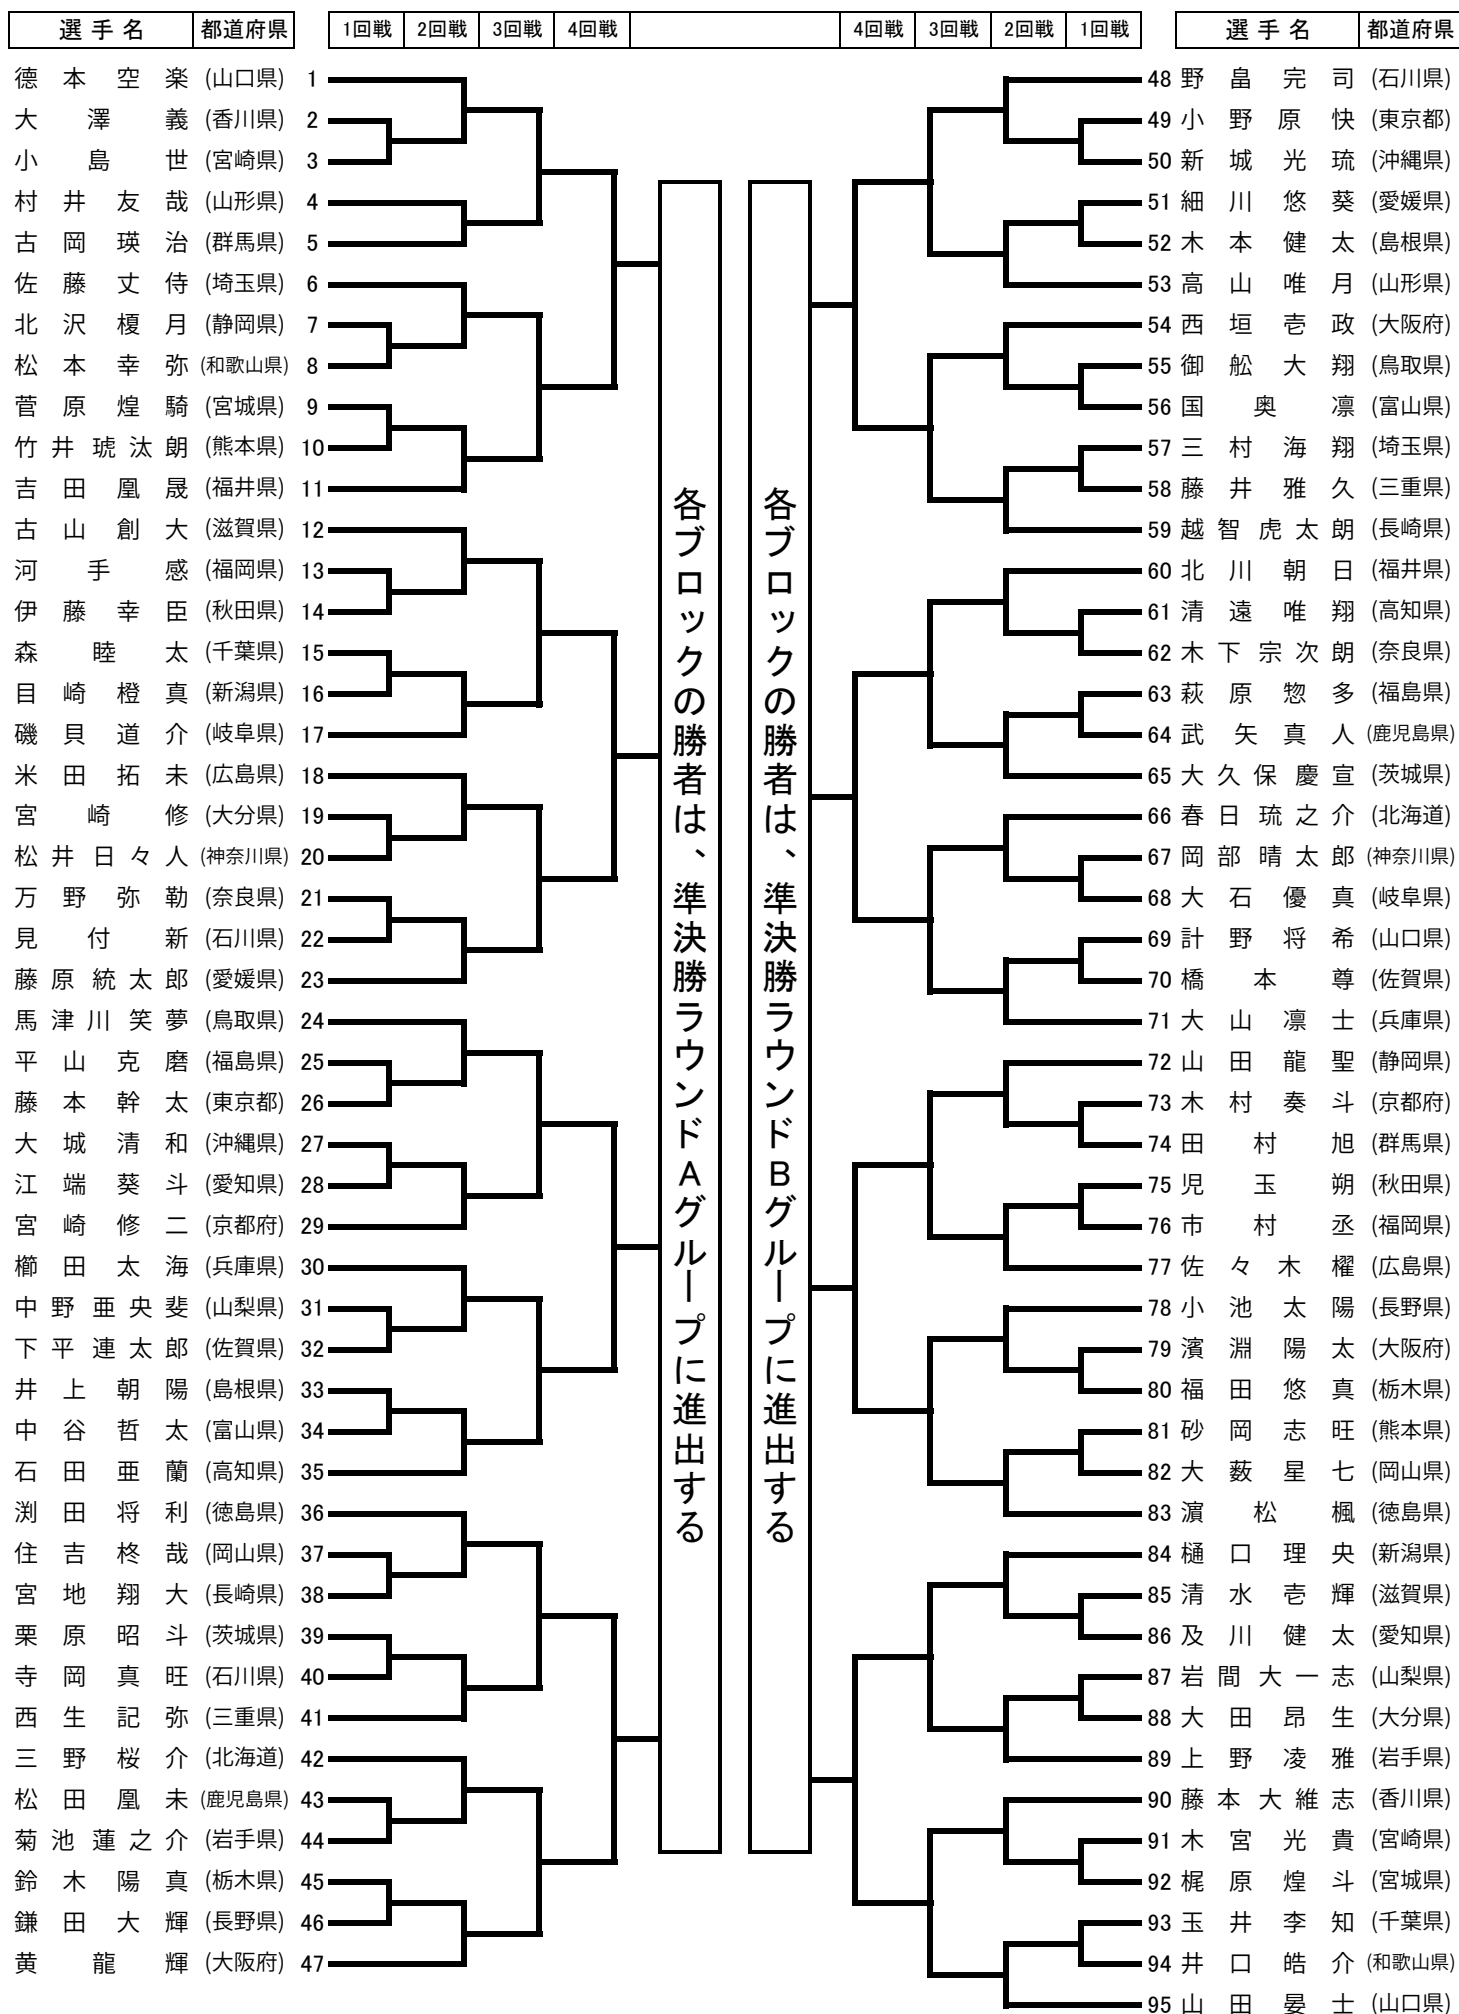 選手名 都道府県 1回戦 2回戦 3回戦 4回戦 4回戦 3回戦 2回戦 1回戦 選手名 都道府県
德本空楽 (山口県) 1
大澤義 (香川県) 2
小島世 (宮崎県) 3
村井友哉 (山形県) 4
古岡瑛治 (群馬県) 5
佐藤丈侍 (埼玉県) 6
北沢榎月 (静岡県) 7
松本幸弥 (和歌山県) 8
菅原煌騎 (宮城県) 9
竹井琥汰朗 (熊本県) 10
吉田凰晟 (福井県) 11
古山創大 (滋賀県) 12
河手感 (福岡県) 13
伊藤幸臣 (秋田県) 14
森睦太 (千葉県) 15
目崎橙真 (新潟県) 16
磯貝道介 (岐阜県) 17
米田拓未 (広島県) 18
宮崎修 (大分県) 19
松井日々人 (神奈川県) 20
万野弥勒 (奈良県) 21
見付新 (石川県) 22
藤原統太郎 (愛媛県) 23
馬津川笑夢 (鳥取県) 24
平山克磨 (福島県) 25
藤本幹太 (東京都) 26
大城清和 (沖縄県) 27
江端葵斗 (愛知県) 28
宮崎修二 (京都府) 29
櫛田太海 (兵庫県) 30
中野亜央斐 (山梨県) 31
下平連太郎 (佐賀県) 32
井上朝陽 (島根県) 33
中谷哲太 (富山県) 34
石田亜蘭 (高知県) 35
渕田将利 (徳島県) 36
住吉柊哉 (岡山県) 37
宮地翔大 (長崎県) 38
栗原昭斗 (茨城県) 39
寺岡真旺 (石川県) 40
西生記弥 (三重県) 41
三野桜介 (北海道) 42
松田凰未 (鹿児島県) 43
菊池蓮之介 (岩手県) 44
鈴木陽真 (栃木県) 45
鎌田大輝 (長野県) 46
黄龍輝 (大阪府) 47
各ブロックの勝者は、準決勝ラウンドAグループに進出する
各ブロックの勝者は、準決勝ラウンドBグループに進出する
48 野畠完司 (石川県)
49 小野原快 (東京都)
50 新城光琉 (沖縄県)
51 細川悠葵 (愛媛県)
52 木本健太 (島根県)
53 高山唯月 (山形県)
54 西垣壱政 (大阪府)
55 御舩大翔 (鳥取県)
56 国奥凛 (富山県)
57 三村海翔 (埼玉県)
58 藤井雅久 (三重県)
59 越智虎太朗 (長崎県)
60 北川朝日 (福井県)
61 清遠唯翔 (高知県)
62 木下宗次朗 (奈良県)
63 萩原惣多 (福島県)
64 武矢真人 (鹿児島県)
65 大久保慶宣 (茨城県)
66 春日琉之介 (北海道)
67 岡部晴太郎 (神奈川県)
68 大石優真 (岐阜県)
69 計野将希 (山口県)
70 橋本尊 (佐賀県)
71 大山凛士 (兵庫県)
72 山田龍聖 (静岡県)
73 木村奏斗 (京都府)
74 田村旭 (群馬県)
75 児玉朔 (秋田県)
76 市村丞 (福岡県)
77 佐々木櫂 (広島県)
78 小池太陽 (長野県)
79 濱淵陽太 (大阪府)
80 福田悠真 (栃木県)
81 砂岡志旺 (熊本県)
82 大薮星七 (岡山県)
83 濵松楓 (徳島県)
84 樋口理央 (新潟県)
85 清水壱輝 (滋賀県)
86 及川健太 (愛知県)
87 岩間大一志 (山梨県)
88 大田昂生 (大分県)
89 上野凌雅 (岩手県)
90 藤本大維志 (香川県)
91 木宮光貴 (宮崎県)
92 梶原煌斗 (宮城県)
93 玉井李知 (千葉県)
94 井口皓介 (和歌山県)
95 山田晏士 (山口県)